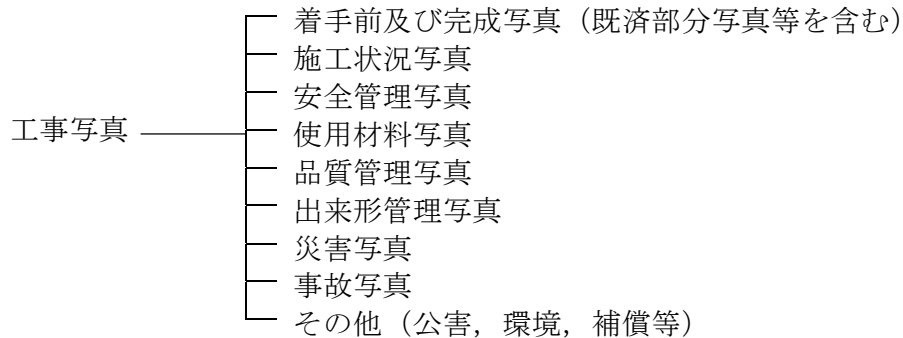 着手前及び完成写真（既済部分写真等を含む）
施工状況写真
安全管理写真
工事写真
使用材料写真
品質管理写真
出来形管理写真
災害写真
事故写真
その他（公害，環境，補償等）